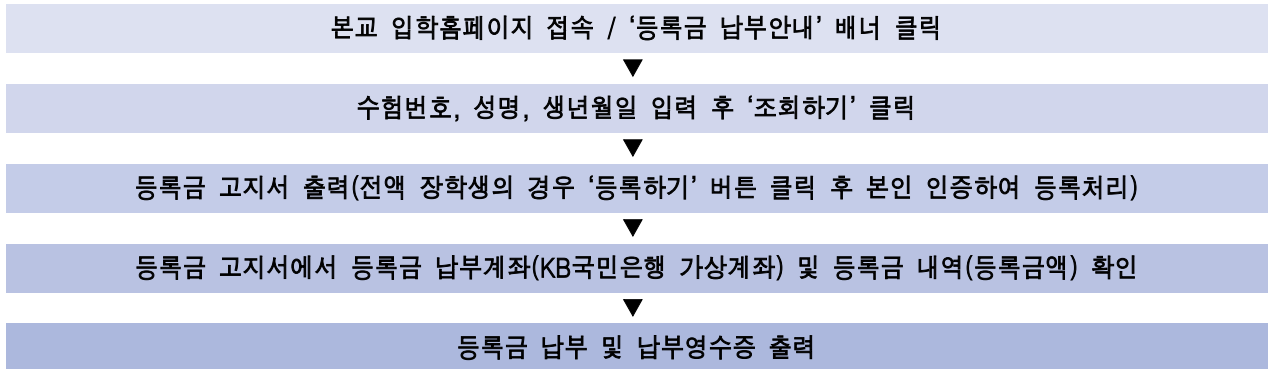 본교 입학홈페이지 접속 / ‘등록금 납부안내’ 배너 클릭
▼
수험번호, 성명, 생년월일 입력 후 ‘조회하기’ 클릭
▼
등록금 고지서 출력(전액 장학생의 경우 ‘등록하기’ 버튼 클릭 후 본인 인증하여 등록처리)
▼
등록금 고지서에서 등록금 납부계좌(KB국민은행 가상계좌) 및 등록금 내역(등록금액) 확인
▼
등록금 납부 및 납부영수증 출력